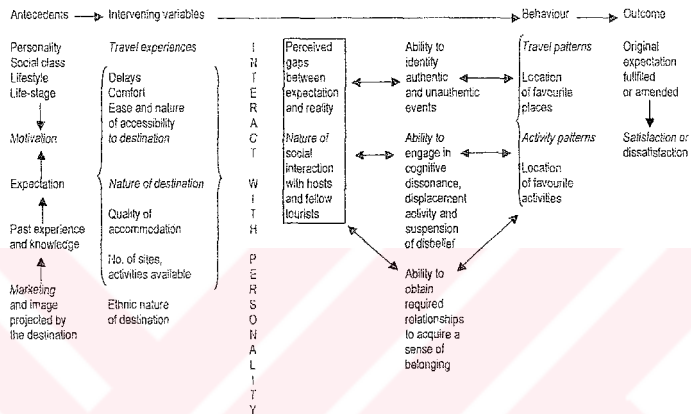 Antecedents
Intervening variables
Behaviour
Outcome
Personality
Social class
Lifestyle
Life-stage
Motivation
Expectation
Past experience
and knowledge
Marketing
and image
projected by
the destination
Travel experiences
Delays
Comfort
Ease and nature
of accessibility
to destination
Nature of destination
Quality of
accommodation
No. of sites,
activities available
Ethnic nature
of destination
I
N
T
E
R
A
C
T
W
I
T
H
P
E
R
S
O
N
A
L
I
T
Y
Perceived
gaps
between
expectation
and reality
Nature of
social
interaction
with hosts
and fellow
tourists
Ability to
identify
authentic
and unauthentic
events
Ability to
engage in
cognitive
dissonance,
displacement
activity and
suspension
of disbelief
Ability to
obtain
required
relationships
to acquire a
sense of
belonging
Travel patterns
Location
of favourite
places
Activity patterns
Location
of favourite
activities
Original
expectation
fulfilled
or amended
Satisfaction or
dissatisfaction